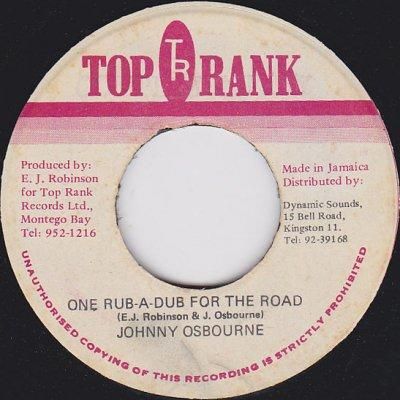 TOP TR RANK
Produced by:
E. J. Robinson
for Top Rank
Records Ltd.,
Montego Bay
Tel: 952-1216
Made in Jamaica
Distributed by:
Dynamic Sounds,
15 Bell Road,
Kingston 11.
Tel: 92-39168
ONE RUB-A-DUB FOR THE ROAD
(E.J. Robinson & J. Osbourne)
JOHNNY OSBOURNE
UNAUTHORISED COPYING OF THIS RECORDING IS STRICTLY PROHIBITED